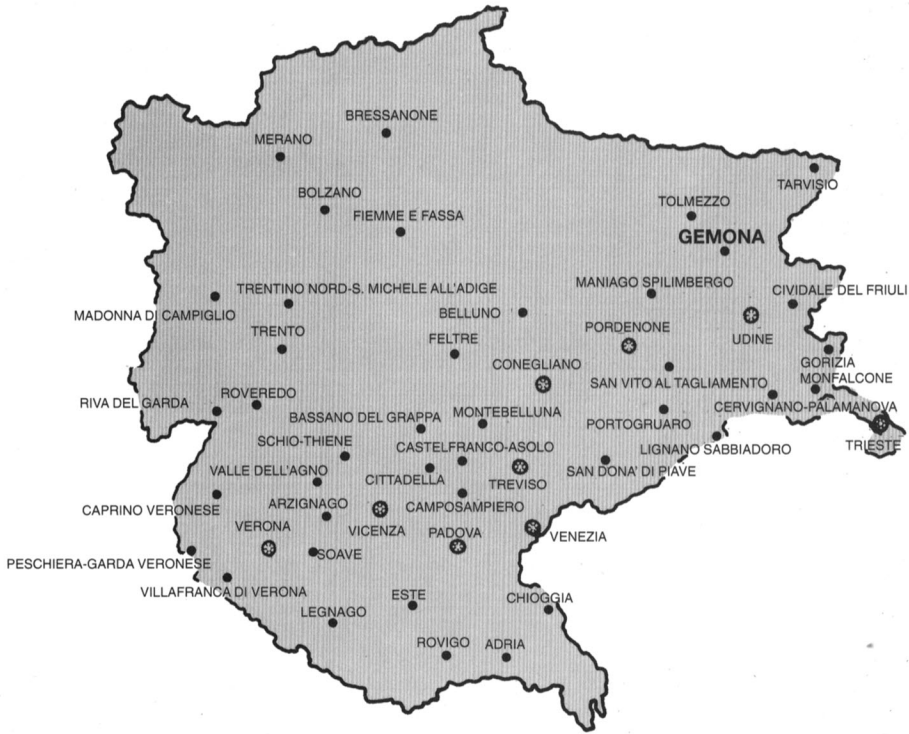 BRESSANONE
MERANO
TARVISIO
BOLZANO
TOLMEZZO
FIEMME E FASSA
GEMONA
MANIAGO SPILIMBERGO
TRENTINO NORD-S. MICHELE ALL'ADIGE
CIVIDALE DEL FRIULI
MADONNA DI CAMPIGLIO
BELLUNO
PORDENONE
TRENTO
UDINE
FELTRE
CONEGLIANO
GORIZIA
MONFALCONE
SAN VITO AL TAGLIAMENTO
ROVEREDO
RIVA DEL GARDA
CERVIGNANO-PALAMANOVA
BASSANO DEL GRAPPA
MONTEBELLUNA
PORTOGRUARO
SCHIO-THIENE
CASTELFRANCO-ASOLO
LIGNANO SABBIADORO
TRIESTE
VALLE DELL'AGNO
CITTADELLA
TREVISO
SAN DONA' DI PIAVE
CAPRINO VERONESE
ARZIGNAGO
CAMPOSAMPIERO
VERONA
VICENZA
PADOVA
VENEZIA
SOAVE
PESCHIERA-GARDA VERONESE
VILLAFRANCA DI VERONA
ESTE
CHIOGGIA
LEGNAGO
ROVIGO
ADRIA